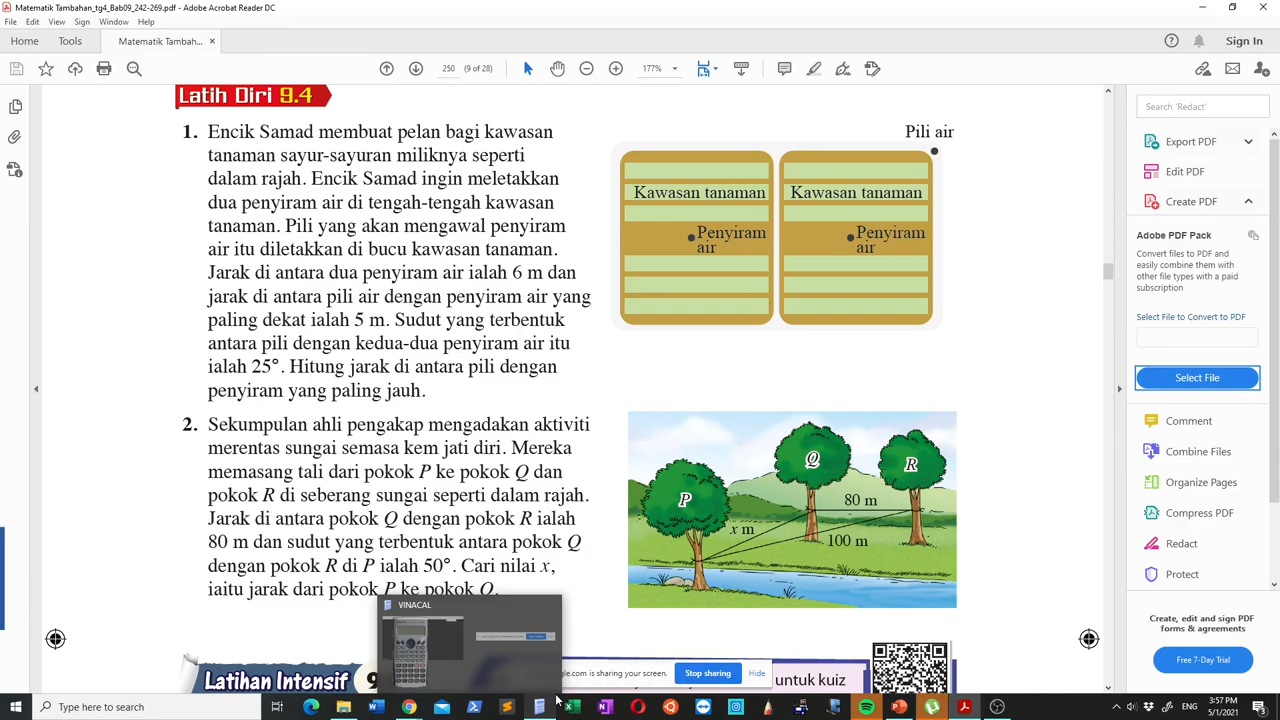 Matematik Tambahan_tg4_Bab09_242-269.pdf - Adobe Acrobat Reader DC
File Edit View Sign Window Help
Home Tools Matematik Tambah... × Sign In
250 (9 of 28) 177%
Latih Diri 9.4
1. Encik Samad membuat pelan bagi kawasan
tanaman sayur-sayuran miliknya seperti
dalam rajah. Encik Samad ingin meletakkan
dua penyiram air di tengah-tengah kawasan
tanaman. Pili yang akan mengawal penyiram
air itu diletakkan di bucu kawasan tanaman.
Jarak di antara dua penyiram air ialah 6 m dan
jarak di antara pili air dengan penyiram air yang
paling dekat ialah 5 m. Sudut yang terbentuk
antara pili dengan kedua-dua penyiram air itu
ialah 25°. Hitung jarak di antara pili dengan
penyiram yang paling jauh.
Pili air
Kawasan tanaman Kawasan tanaman
Penyiram Penyiram
air air
2. Sekumpulan ahli pengakap mengadakan aktiviti
merentas sungai semasa kem jati diri. Mereka
memasang tali dari pokok P ke pokok Q dan
pokok R di seberang sungai seperti dalam rajah.
Jarak di antara pokok Q dengan pokok R ialah
80 m dan sudut yang terbentuk antara pokok Q
dengan pokok R di P ialah 50°. Cari nilai x,
iaitu jarak dari pokok P ke pokok Q.
P
Q
R
80 m
x m
100 m
VINACAL
Latihan Intensif 9
gle.com is sharing your screen. Stop sharing Hide
untuk kuiz
Search 'Redact'
Export PDF
Edit PDF
Create PDF
Adobe PDF Pack
Convert files to PDF and
easily combine them with
other file types with a paid
subscription
Select File to Convert to PDF
Select File
Comment
Combine Files
Organize Pages
Compress PDF
Redact
Protect
Create, edit and sign PDF
forms & agreements
Free 7-Day Trial
Type here to search
ENG
3:57 PM
5/1/2021